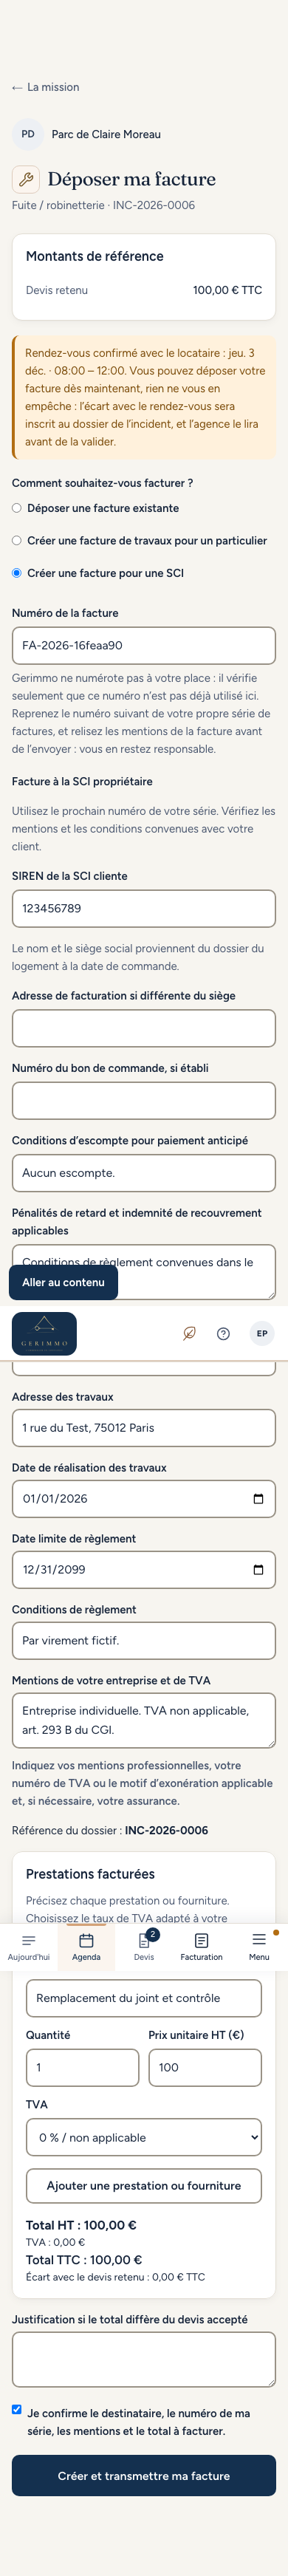 ← La mission
PD Parc de Claire Moreau
Déposer ma facture
Fuite / robinetterie · INC-2026-0006
Montants de référence
Devis retenu 100,00 € TTC
Rendez-vous confirmé avec le locataire : jeu. 3
déc. · 08:00 – 12:00. Vous pouvez déposer votre
facture dès maintenant, rien ne vous en
empêche : l’écart avec le rendez-vous sera
inscrit au dossier de l’incident, et l’agence le lira
avant de la valider.
Comment souhaitez-vous facturer ?
Déposer une facture existante
Créer une facture de travaux pour un particulier
Créer une facture pour une SCI
Numéro de la facture
FA-2026-16feaa90
Gerimmo ne numérote pas à votre place : il vérifie
seulement que ce numéro n’est pas déjà utilisé ici.
Reprenez le numéro suivant de votre propre série de
factures, et relisez les mentions de la facture avant
de l’envoyer : vous en restez responsable.
Facture à la SCI propriétaire
Utilisez le prochain numéro de votre série. Vérifiez les
mentions et les conditions convenues avec votre
client.
SIREN de la SCI cliente
123456789
Le nom et le siège social proviennent du dossier du
logement à la date de commande.
Adresse de facturation si différente du siège
Numéro du bon de commande, si établi
Conditions d’escompte pour paiement anticipé
Aucun escompte.
Pénalités de retard et indemnité de recouvrement
applicables
Conditions de règlement convenues dans le
Aller au contenu
GERIMMO
EP
Adresse des travaux
1 rue du Test, 75012 Paris
Date de réalisation des travaux
01/01/2026
Date limite de règlement
12/31/2099
Conditions de règlement
Par virement fictif.
Mentions de votre entreprise et de TVA
Entreprise individuelle. TVA non applicable,
art. 293 B du CGI.
Indiquez vos mentions professionnelles, votre
numéro de TVA ou le motif d’exonération applicable
et, si nécessaire, votre assurance.
Référence du dossier : INC-2026-0006
Prestations facturées
Précisez chaque prestation ou fourniture.
Choisissez le taux de TVA adapté à votre
2
Aujourd’hui Agenda Devis Facturation Menu
Remplacement du joint et contrôle
Quantité Prix unitaire HT (€)
1 100
TVA
0 % / non applicable
Ajouter une prestation ou fourniture
Total HT : 100,00 €
TVA : 0,00 €
Total TTC : 100,00 €
Écart avec le devis retenu : 0,00 € TTC
Justification si le total diffère du devis accepté
Je confirme le destinataire, le numéro de ma
série, les mentions et le total à facturer.
Créer et transmettre ma facture